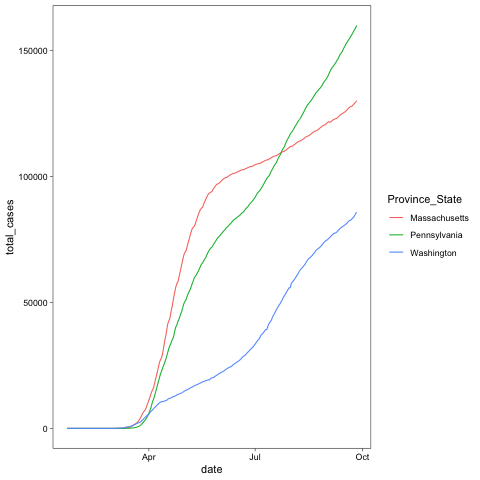 150000
100000
50000
0
total_cases
Apr
Jul
Oct
date
Province_State
Massachusetts
Pennsylvania
Washington